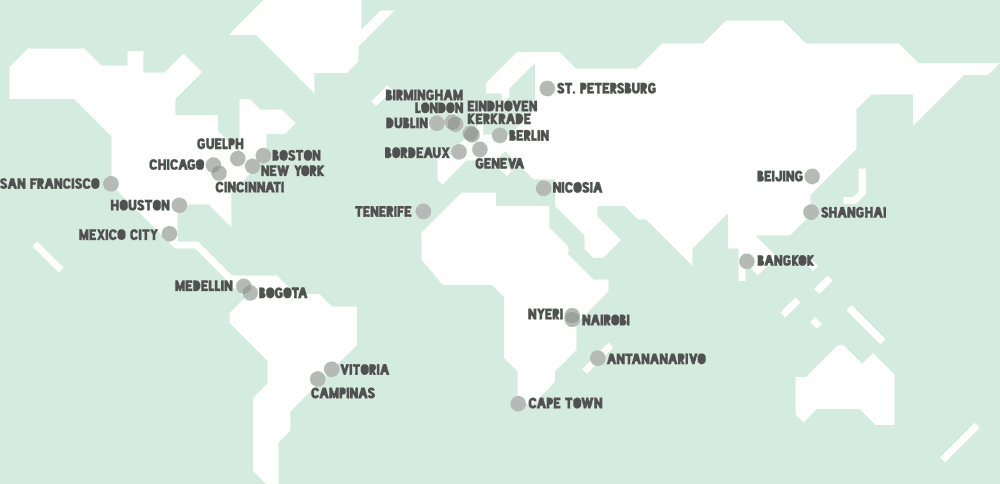 ST. PETERSBURG
BIRMINGHAM
LONDON
EINDHOVEN
DUBLIN
KERKRADE
BERLIN
GUELPH
BORDEAUX
GENEVA
BOSTON
CHICAGO
NEW YORK
SAN FRANCISCO
CINCINNATI
NICOSIA
BEIJING
HOUSTON
TENERIFE
SHANGHAI
MEXICO CITY
BANGKOK
MEDELLIN
BOGOTA
NYERI
NAIROBI
ANTANANARIVO
VITORIA
CAMPINAS
CAPE TOWN